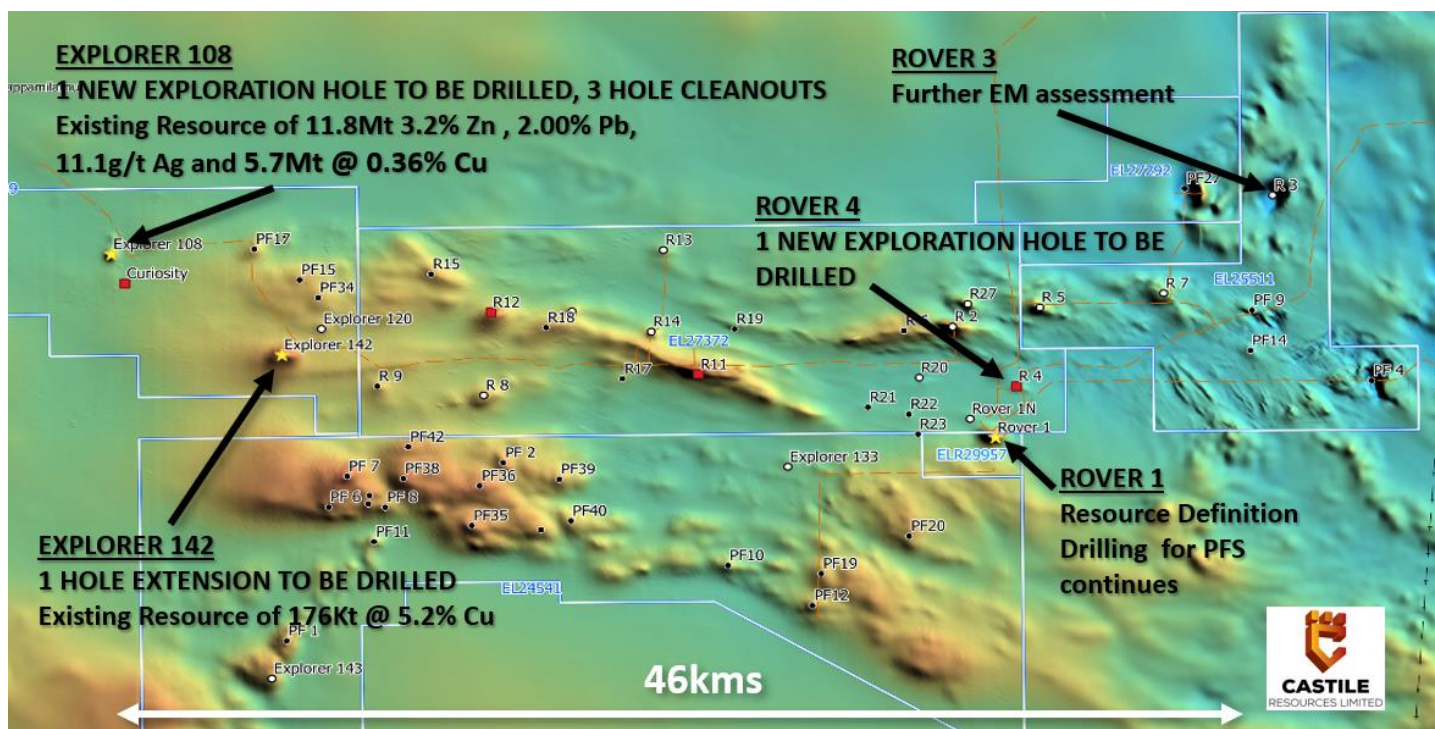 EXPLORER 108
1 NEW EXPLORATION HOLE TO BE DRILLED, 3 HOLE CLEANOUTS
Existing Resource of 11.8Mt 3.2% Zn , 2.00% Pb,
11.1g/t Ag and 5.7Mt @ 0.36% Cu
ROVER 3
Further EM assessment
ROVER 4
1 NEW EXPLORATION HOLE TO BE
DRILLED
EL27292
PF27
R 3
9
Explorer 108
Curiosity
PF17
PF15
PF34
Explorer 120
Explorer 142
R15
R12
R18
R13
R14
R19
EL27372
R17
R11
R 9
R 8
R27
R 2
R 5
R 7
EL25511
PF 9
PF14
PF 4
R20
R 4
R21
R22
R23
Rover 1N
Rover 1
ELR29957
Explorer 133
PF42
PF 7
PF38
PF 2
PF36
PF39
PF 6
PF 8
PF35
PF40
PF11
PF20
PF10
PF19
PF12
EL24541
PF 1
Explorer 143
EXPLORER 142
1 HOLE EXTENSION TO BE DRILLED
Existing Resource of 176Kt @ 5.2% Cu
ROVER 1
Resource Definition
Drilling for PFS
continues
46kms
CASTILE
RESOURCES LIMITED